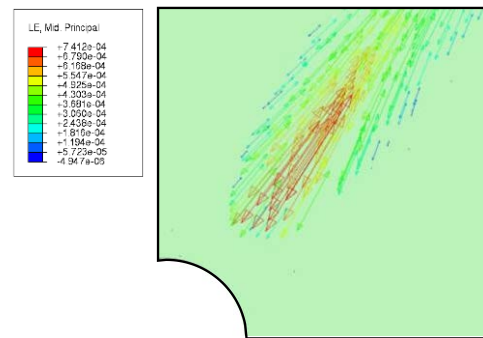 LE, Mid. Principal
+7.412e-04
+6.790e-04
+6.168e-04
+5.547e-04
+4.925e-04
+4.303e-04
+3.681e-04
+3.060e-04
+2.438e-04
+1.816e-04
+1.194e-04
+5.723e-05
-4.947e-06